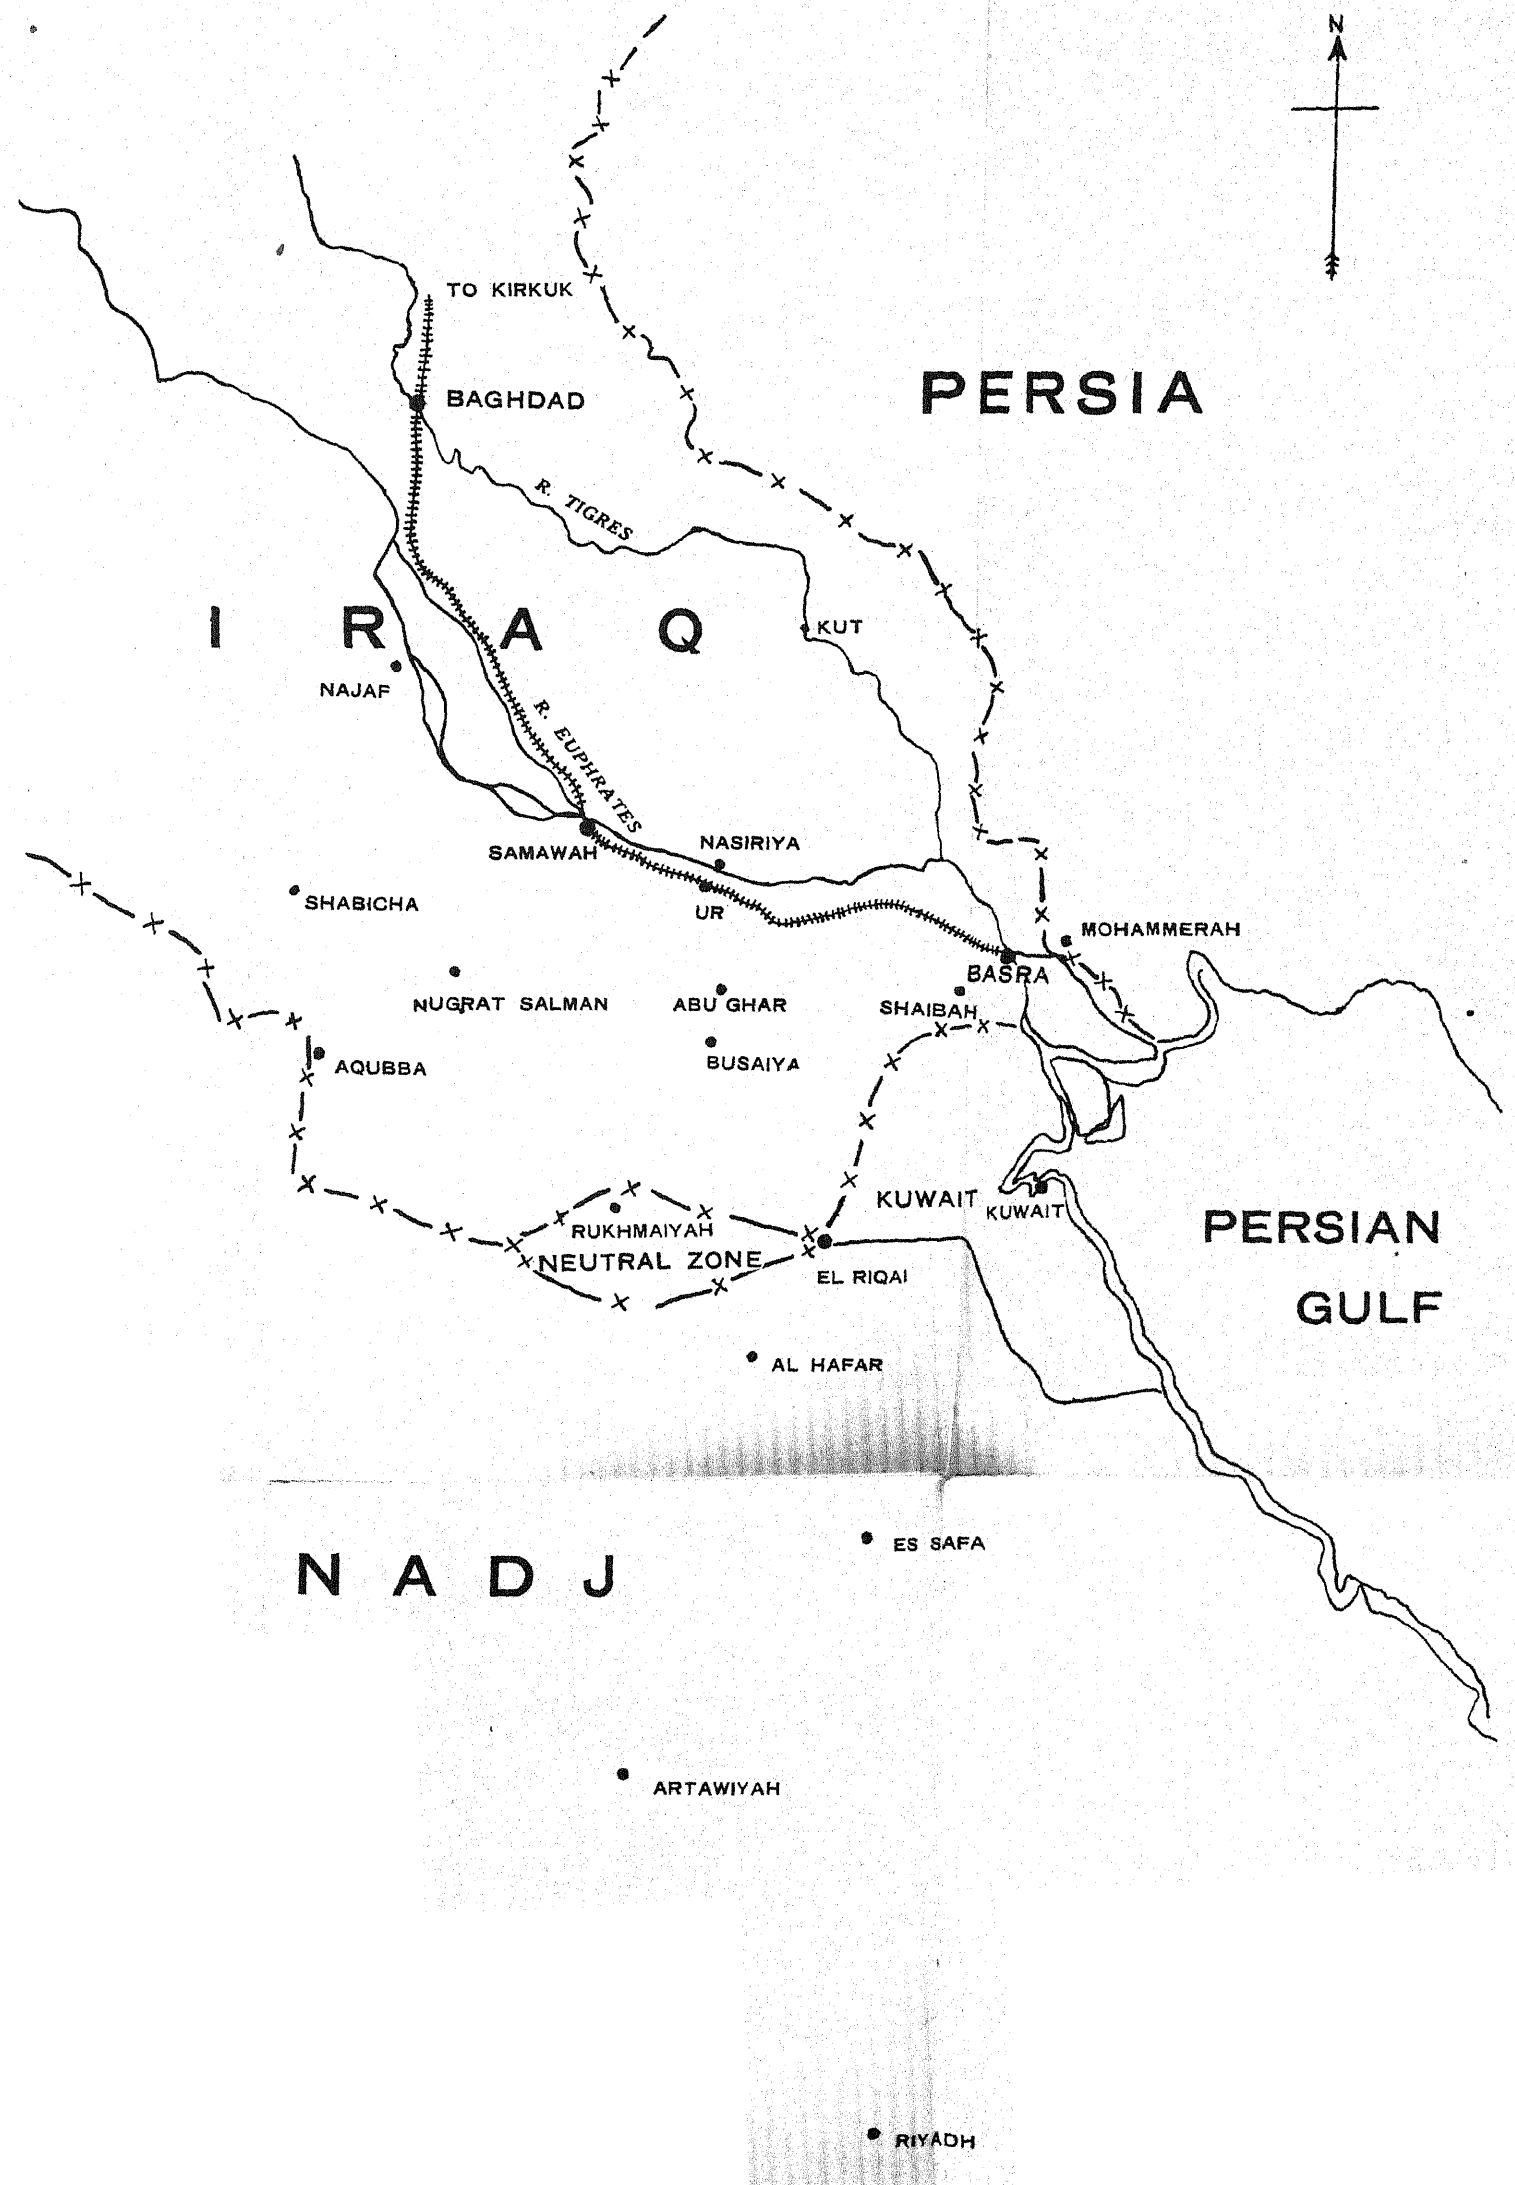 N
TO KIRKUK
BAGHDAD
PERSIA
R. TIGRES
I R A Q
KUT
NAJAF
R. EUPHRATES
NASIRIYA
SAMAWAH
SHABICHA
UR
MOHAMMERAH
BASRA
NUGRAT SALMAN
ABU GHAR
SHAIBAH
BUSAIYA
AQUBBA
KUWAIT
KUWAIT
RUKHMAIYAH
PERSIAN
GULF
NEUTRAL ZONE
EL RIQAI
AL HAFAR
ES SAFA
N A D J
ARTAWIYAH
RIYADH